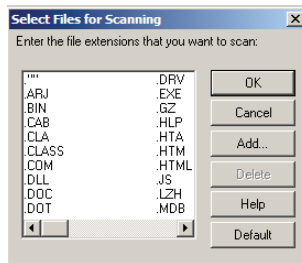 Select Files for Scanning
Enter the file extensions that you want to scan:
.""
.ARJ
.BIN
.CAB
.CLA
.CLASS
.COM
.DLL
.DOC
.DOT
.DRV
.EXE
.GZ
.HLP
.HTA
.HTM
.HTML
.JS
.LZH
.MDB
OK
Cancel
Add...
Delete
Help
Default